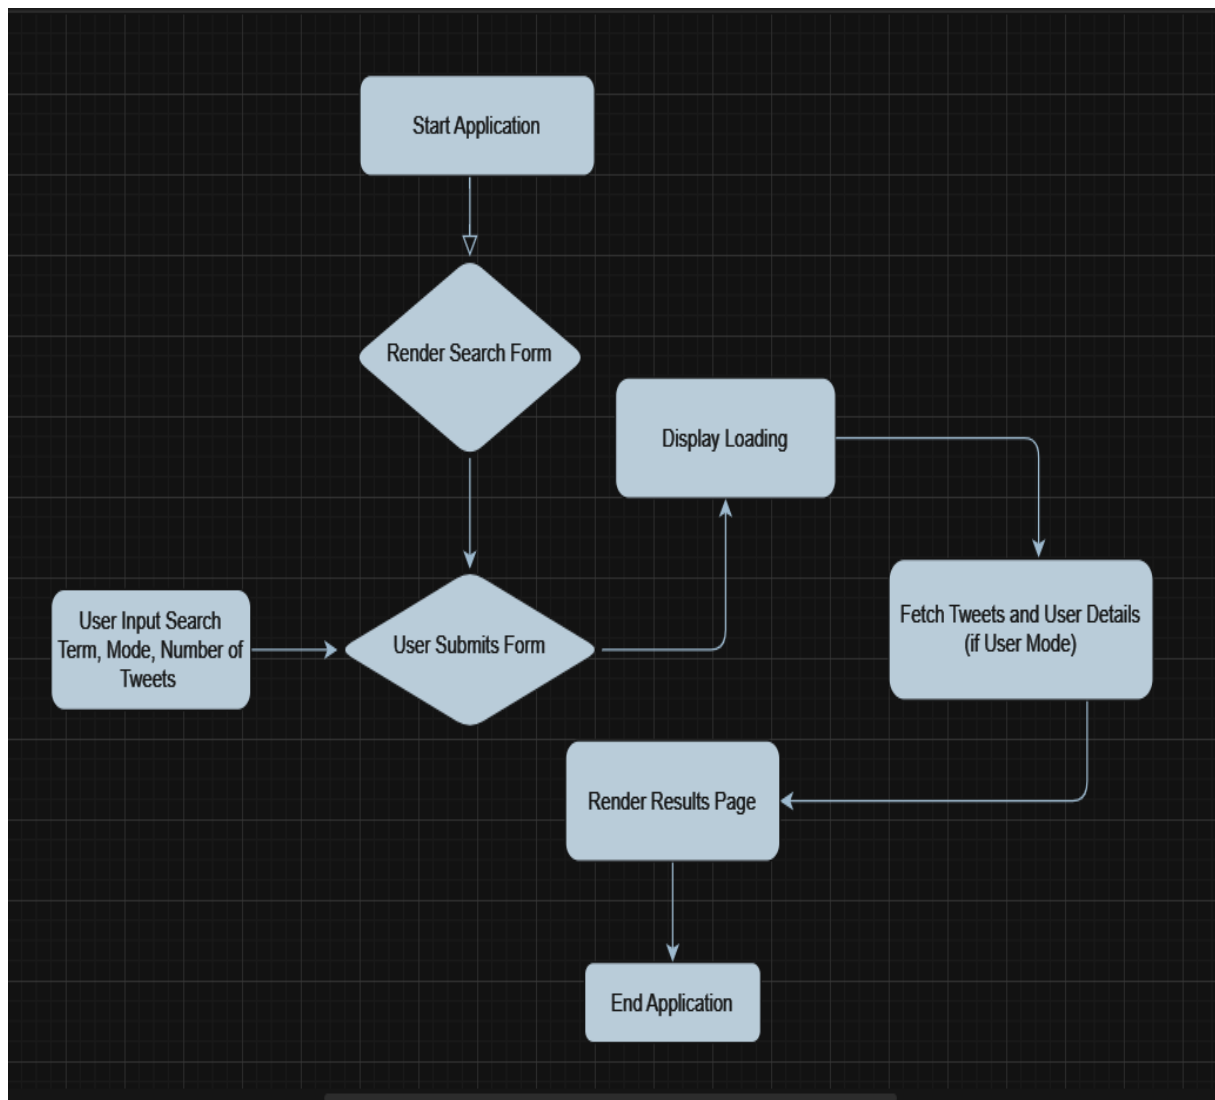 Start Application
Render Search Form
Display Loading
User Input Search
Term, Mode, Number of
Tweets
User Submits Form
Fetch Tweets and User Details
(if User Mode)
Render Results Page
End Application